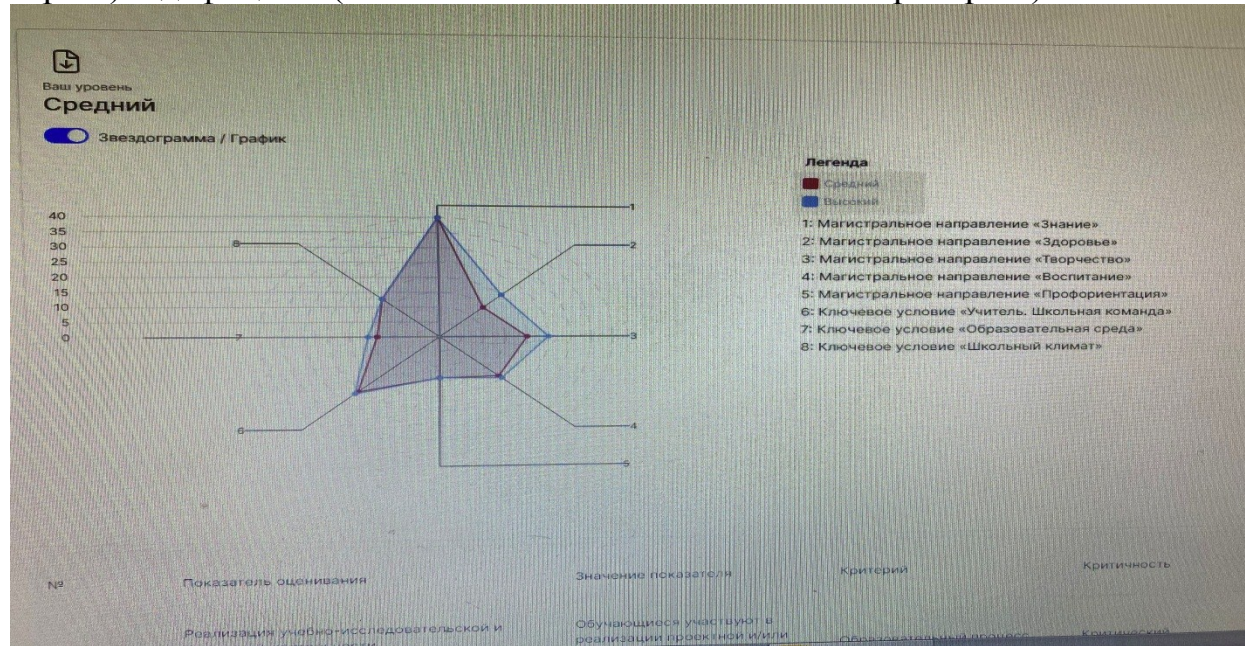 Ваш уровень
Средний
Звездограмма / График
40
35
30
25
20
15
10
5
0
1
2
3
4
5
6
7
8
Легенда
Средний
Высокий
1: Магистральное направление «Знание»
2: Магистральное направление «Здоровье»
3: Магистральное направление «Творчество»
4: Магистральное направление «Воспитание»
5: Магистральное направление «Профориентация»
6: Ключевое условие «Учитель. Школьная команда»
7: Ключевое условие «Образовательная среда»
8: Ключевое условие «Школьный климат»
№ Показатель оценивания Значение показателя Критерий Критичность
Реализация учебно-исследовательской и
Обучающиеся участвуют в
реализации проектной и/или
Образовательный процесс
Критический